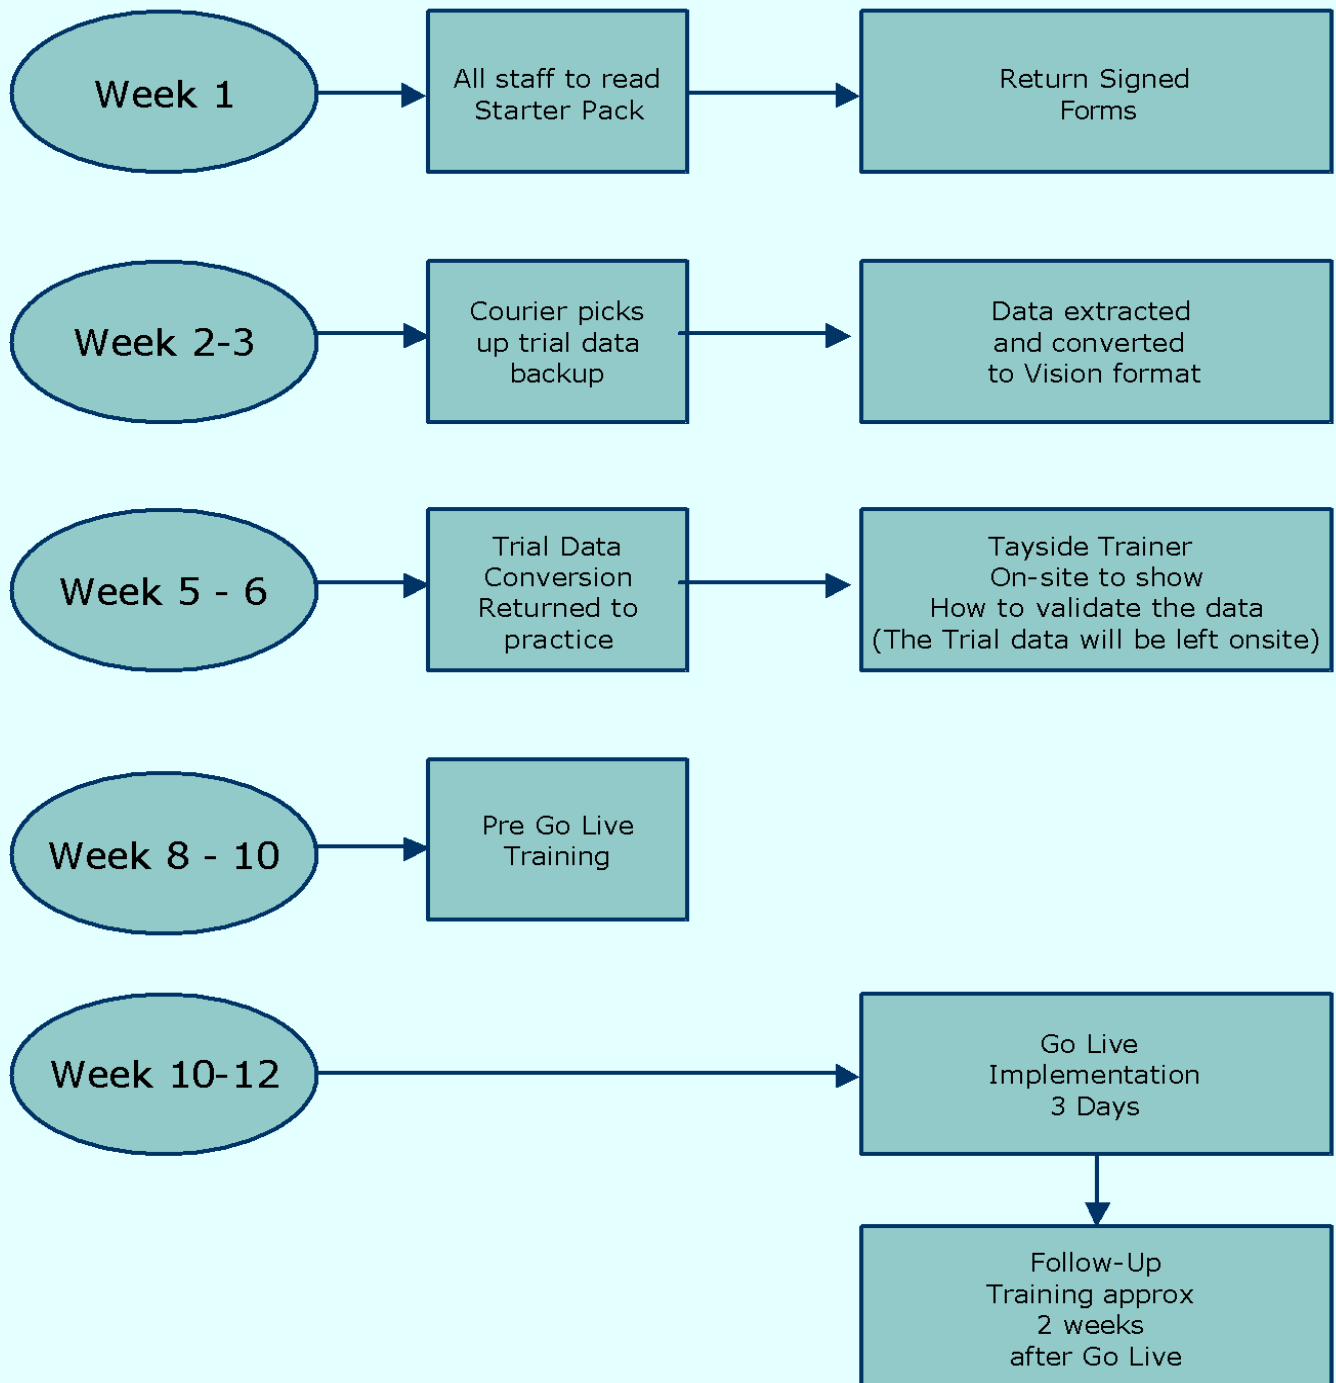 Week 1
All staff to read
Starter Pack
Return Signed
Forms
Week 2-3
Courier picks
up trial data
backup
Data extracted
and converted
to Vision format
Week 5 - 6
Trial Data
Conversion
Returned to
practice
Tayside Trainer
On-site to show
How to validate the data
(The Trial data will be left onsite)
Week 8 - 10
Pre Go Live
Training
Week 10-12
Go Live
Implementation
3 Days
Follow-Up
Training approx
2 weeks
after Go Live